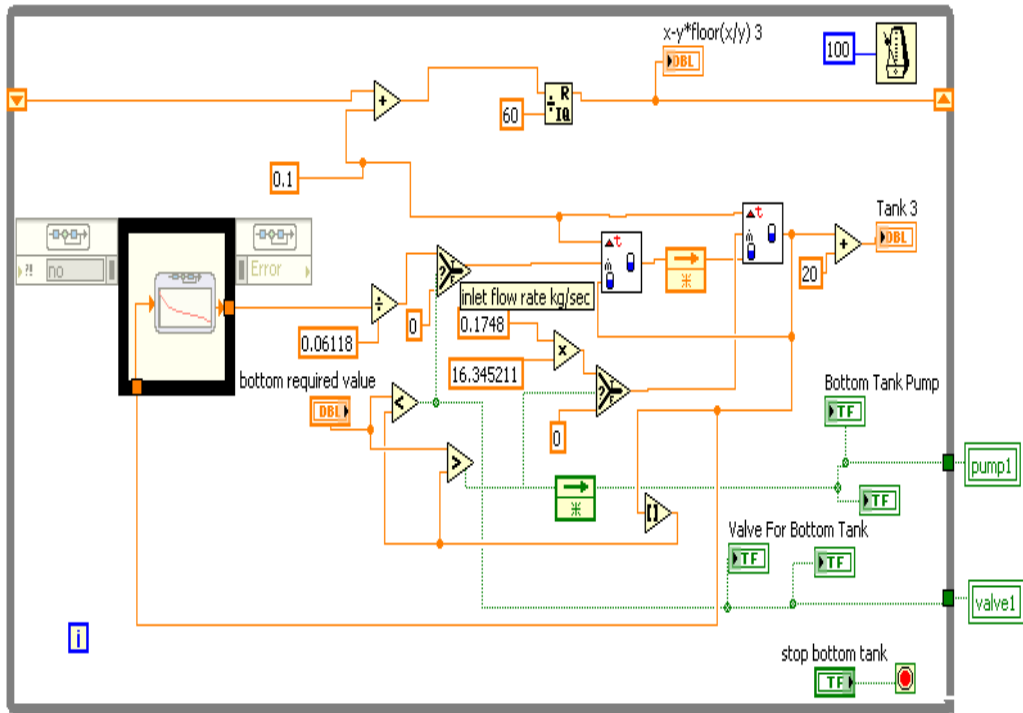 x-y*floor(x/y) 3
DBL
100
R
IQ
60
0.1
Tank 3
DBL
t
t
ṁ
ṁ
20
?!
no
Error
?
F
0
inlet flow rate kg/sec
0.06118
0.1748
16.345211
?
F
0
bottom required value
DBL
Bottom Tank Pump
TF
TF
pump1
Valve For Bottom Tank
TF
TF
valve1
i
stop bottom tank
TF